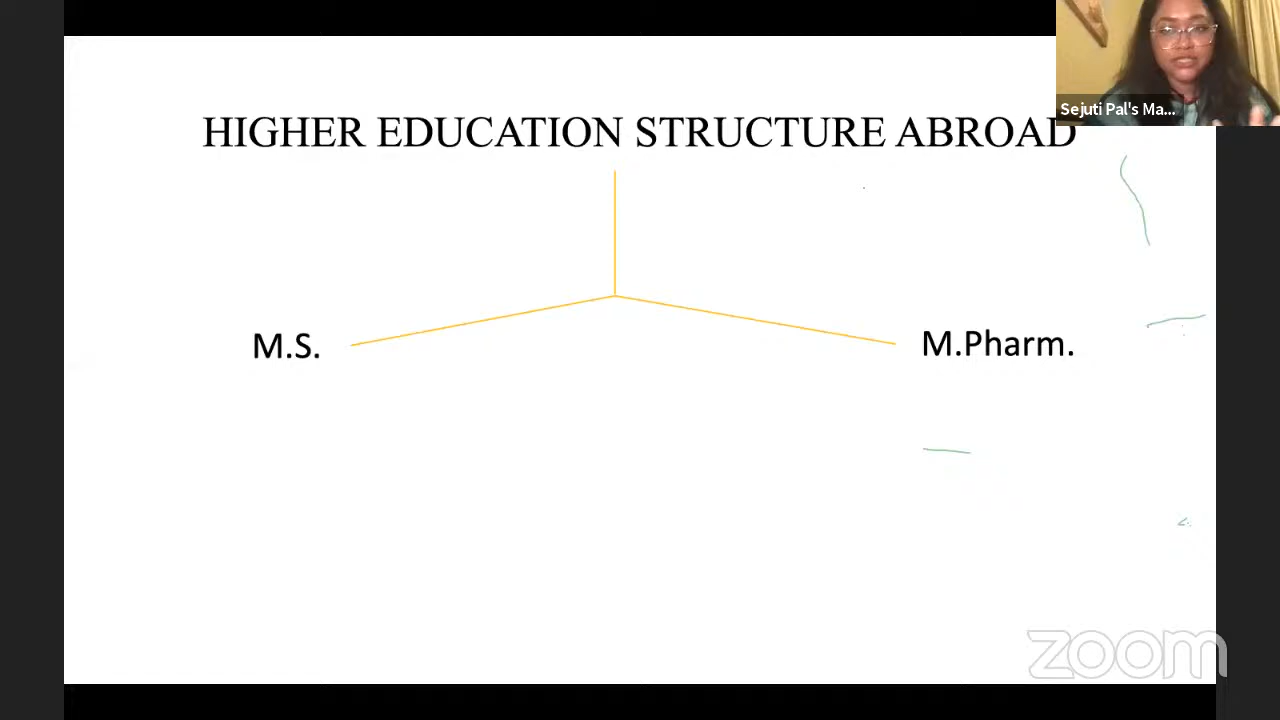 Sejuti Pal's Ma...
HIGHER EDUCATION STRUCTURE ABROAD
M.S.
M.Pharm.
zoom